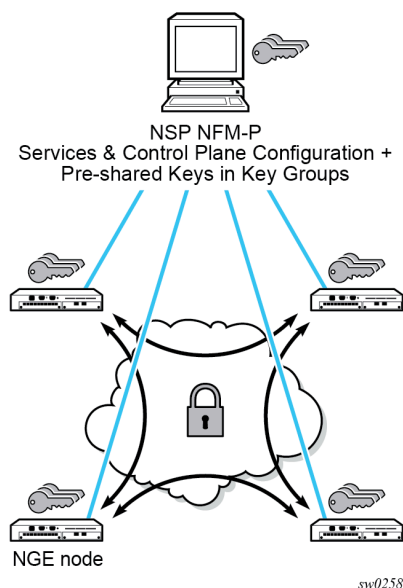 NSP NFM-P
Services & Control Plane Configuration +
Pre-shared Keys in Key Groups
NGE node
sw0258